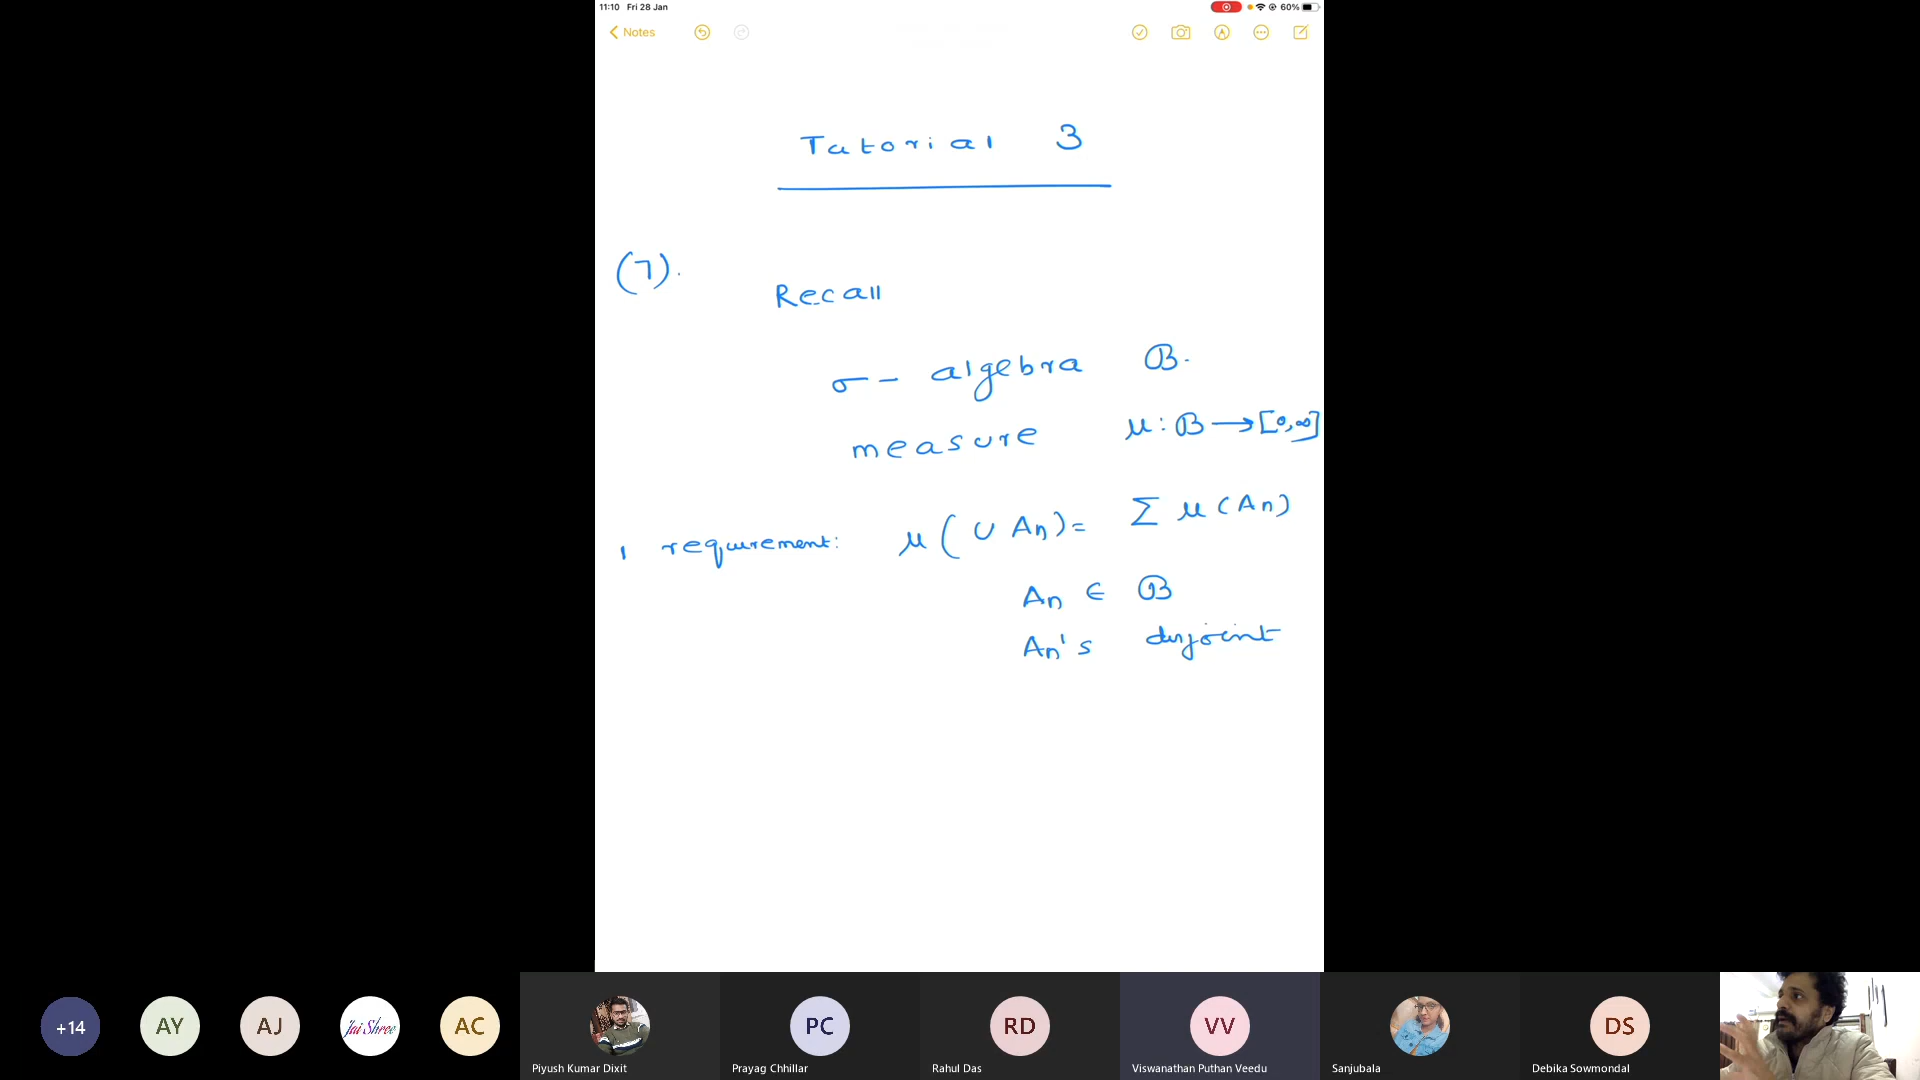 11:10 Fri 28 Jan
60%
Notes
Tutorial 3
(7).
Recall
σ- algebra B.
measure μ: B → [0,∞]
1 requirement: μ(∪ An) = Σ μ(An)
An ∈ B
An's disjoint
+14
AY
AJ
Jai Shree
AC
PC
RD
VV
DS
Piyush Kumar Dixit
Prayag Chhillar
Rahul Das
Viswanathan Puthan Veedu
Sanjubala
Debika Sowmondal